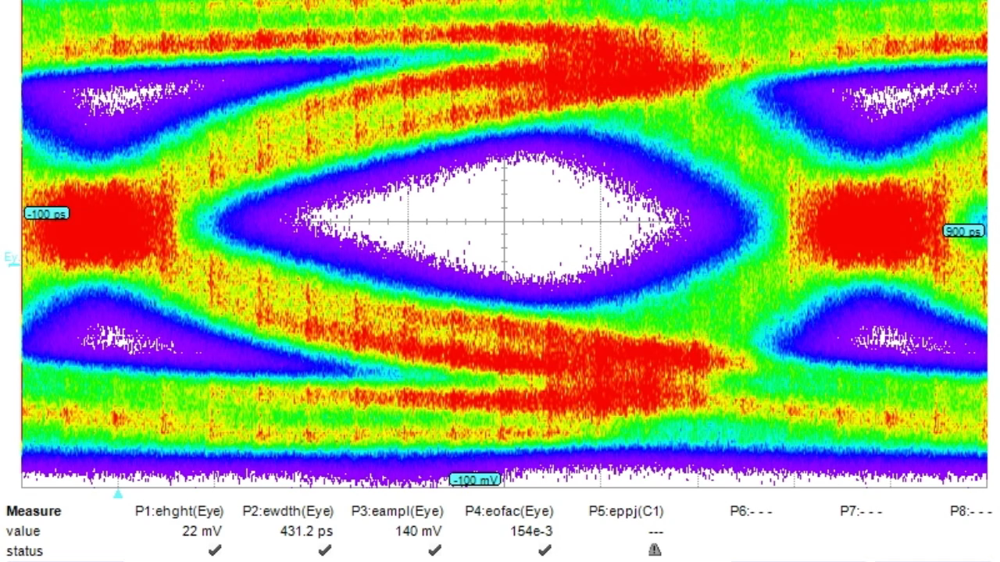 -100 ps
900 ps
Ey
-100 mV
Measure P1:ehght(Eye) P2:ewdth(Eye) P3:eampl(Eye) P4:eofac(Eye) P5:eppj(C1) P6:- - - P7:- - - P8:- - -
value 22 mV 431.2 ps 140 mV 154e-3 ---
status